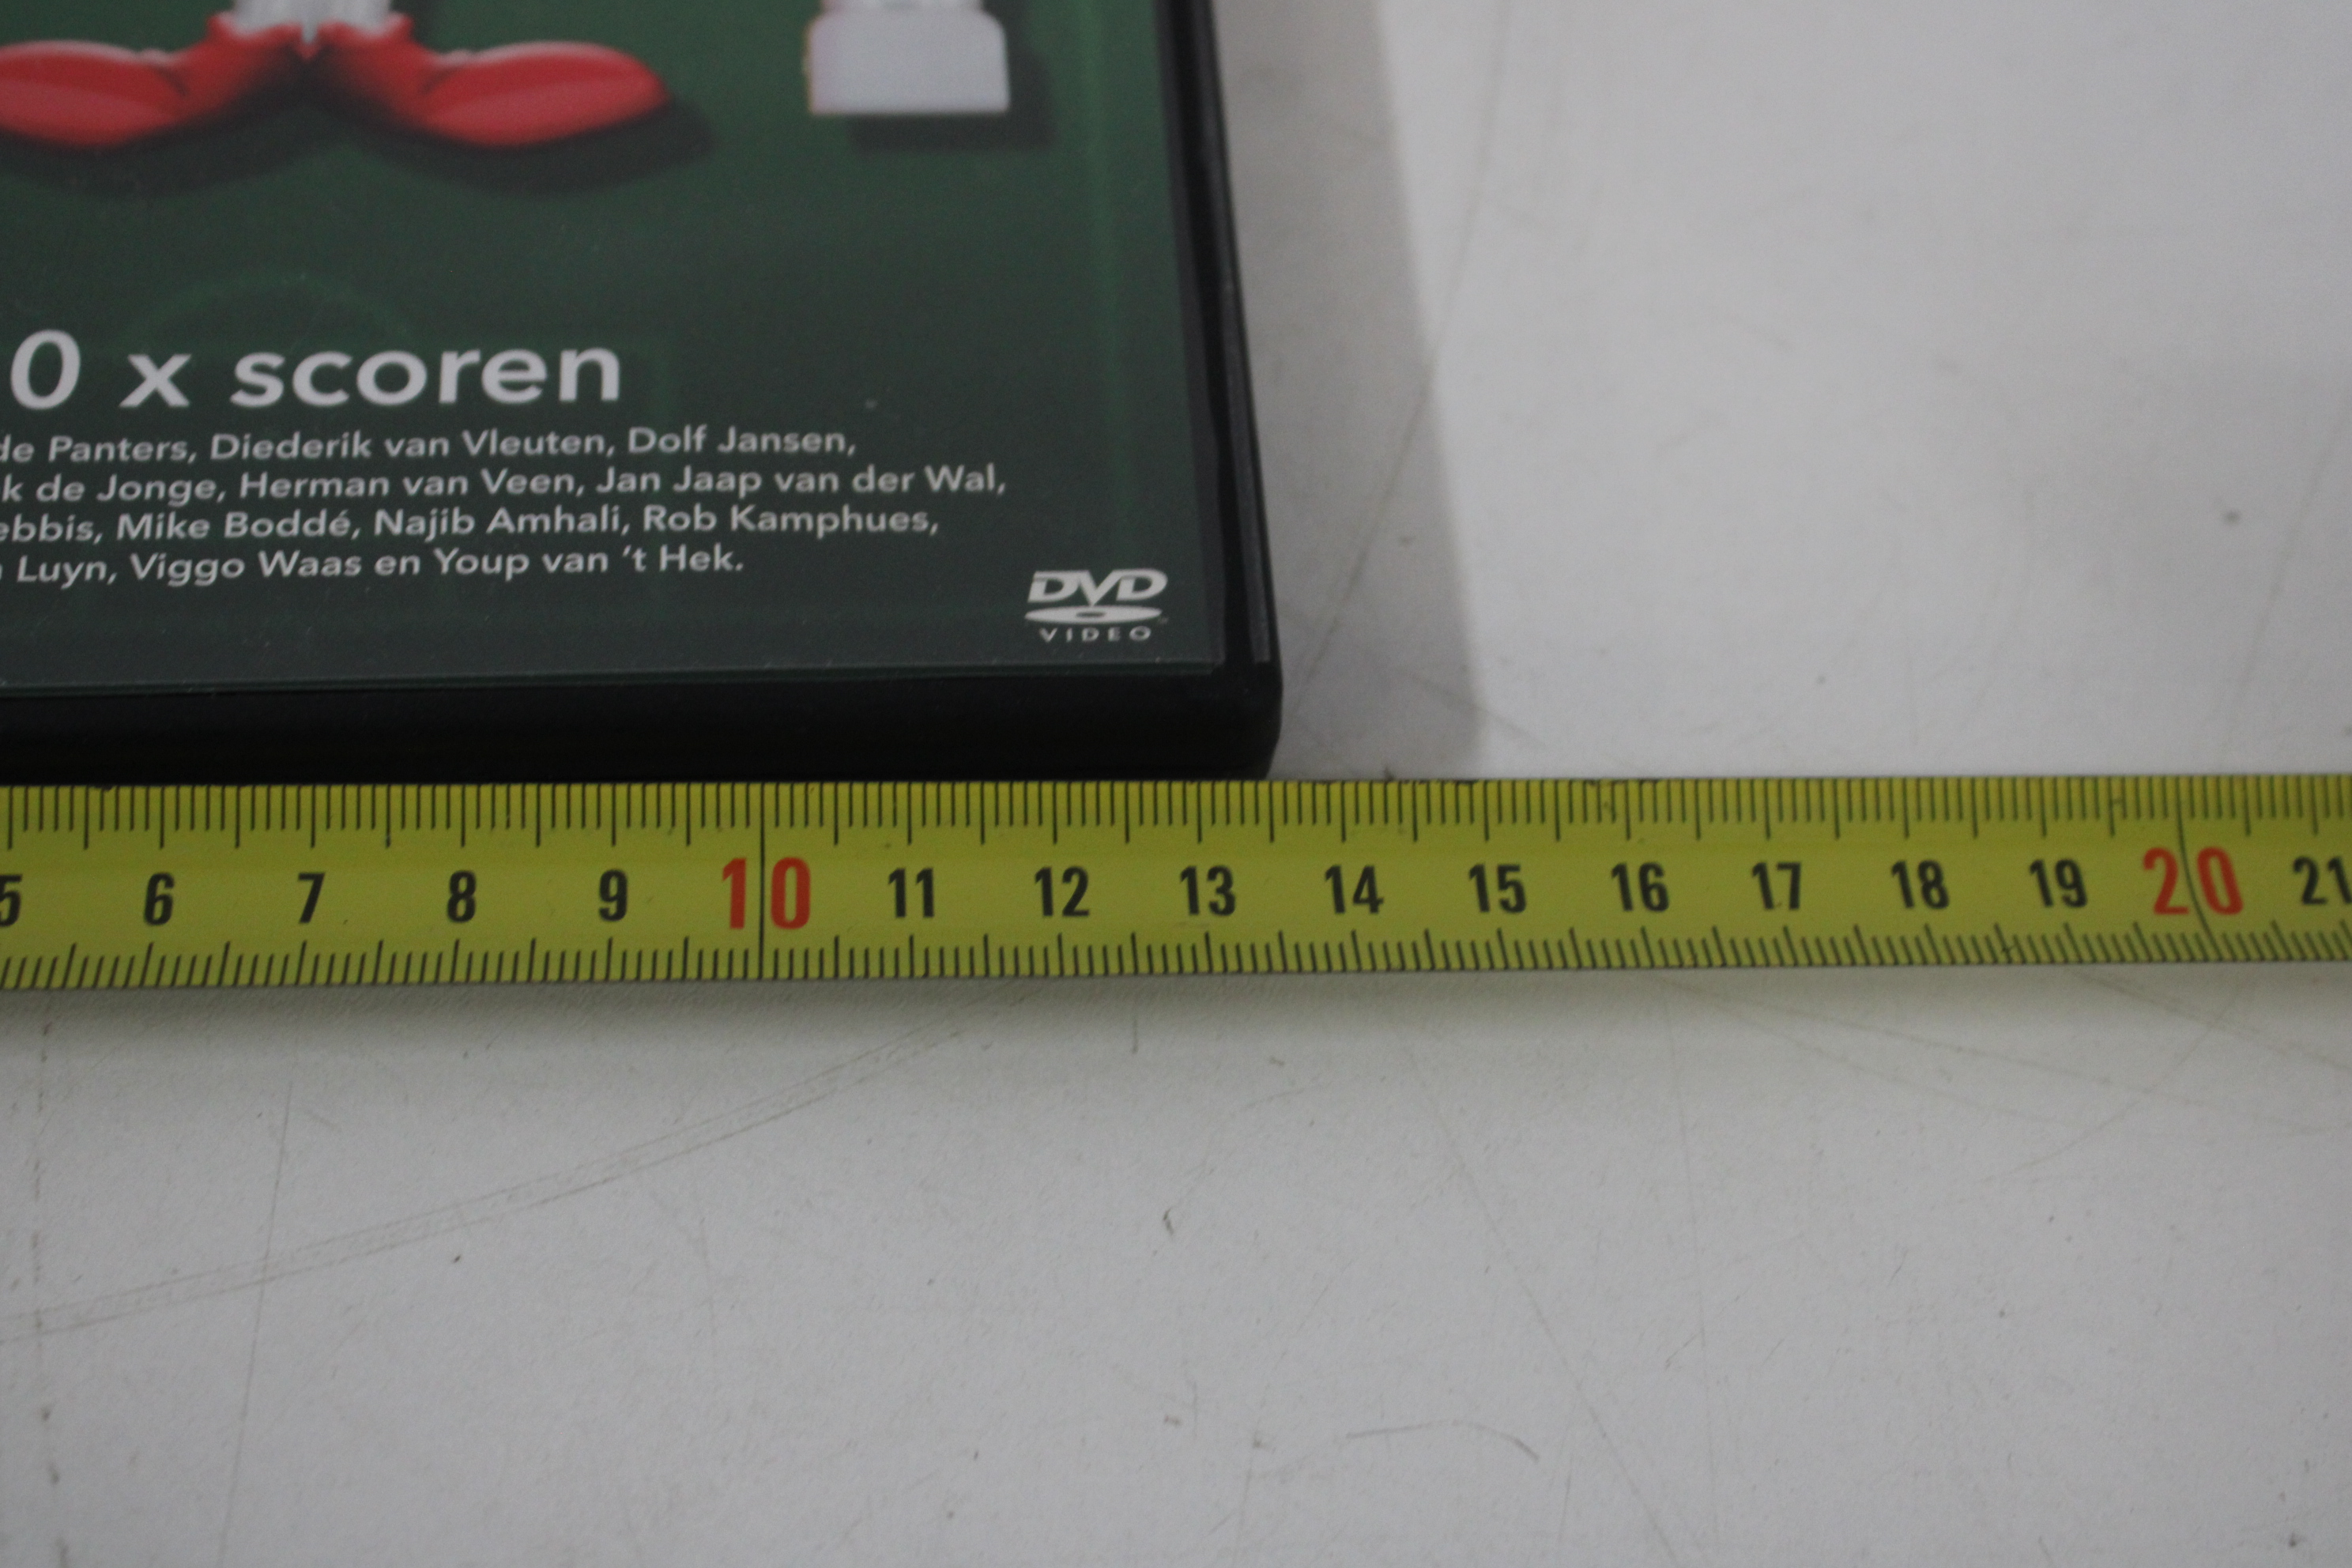 0 x scoren
de Panters, Diederik van Vleuten, Dolf Jansen,
k de Jonge, Herman van Veen, Jan Jaap van der Wal,
ebbis, Mike Boddé, Najib Amhali, Rob Kamphues,
Luyn, Viggo Waas en Youp van 't Hek.
DVD
VIDEO
5 6 7 8 9 10 11 12 13 14 15 16 17 18 19 20 21